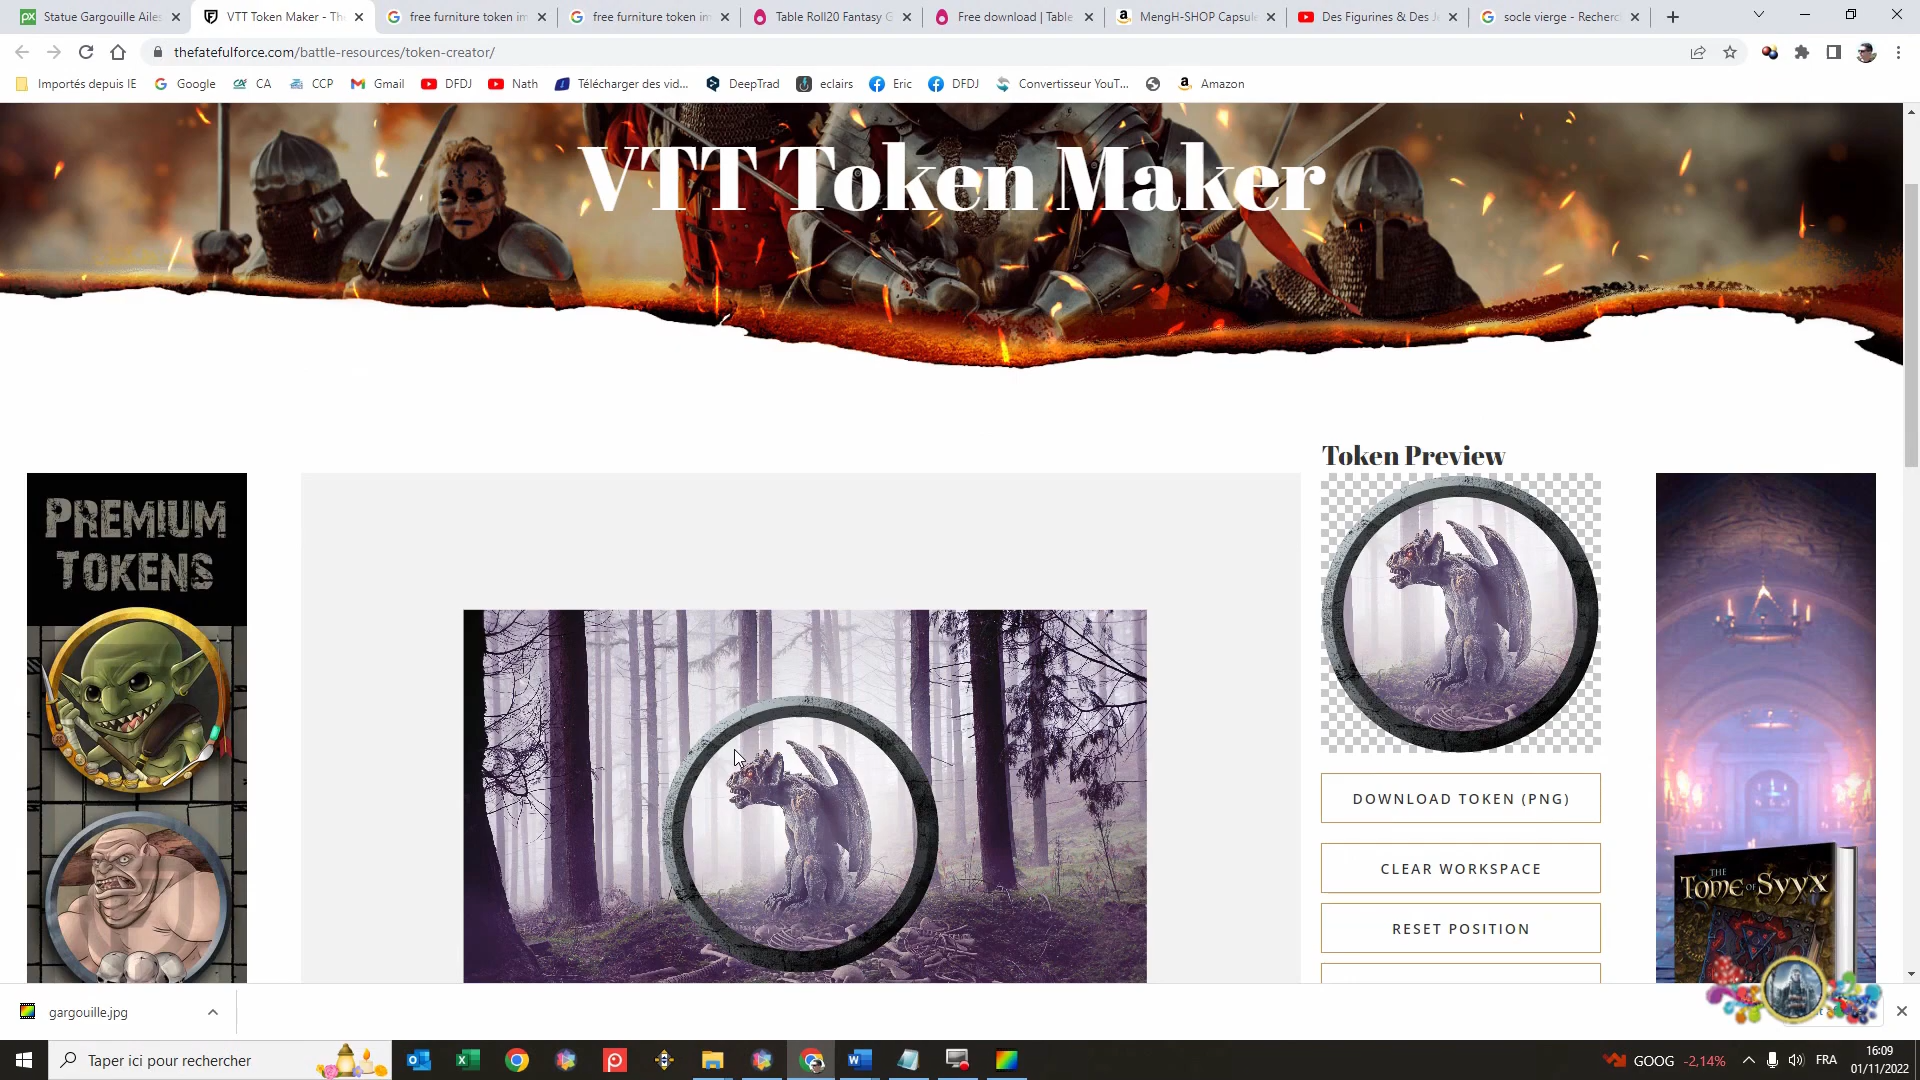 Statue Gargouille Ailes
VTT Token Maker - The
free furniture token im
free furniture token im
Table Roll20 Fantasy G
Free download | Table
MengH-SHOP Capsule
Des Figurines & Des Je
socle vierge - Recherc
thefatefulforce.com/battle-resources/token-creator/
Importés depuis IE
Google
CA
CCP
Gmail
DFDJ
Nath
Télécharger des vid...
DeepTrad
eclairs
Eric
DFDJ
Convertisseur YouT...
Amazon
VTT Token Maker
Token Preview
PREMIUM
TOKENS
DOWNLOAD TOKEN (PNG)
CLEAR WORKSPACE
RESET POSITION
THE
TOME OF SYYX
gargouille.jpg
Taper ici pour rechercher
GOOG -2,14%
FRA
16:09
01/11/2022